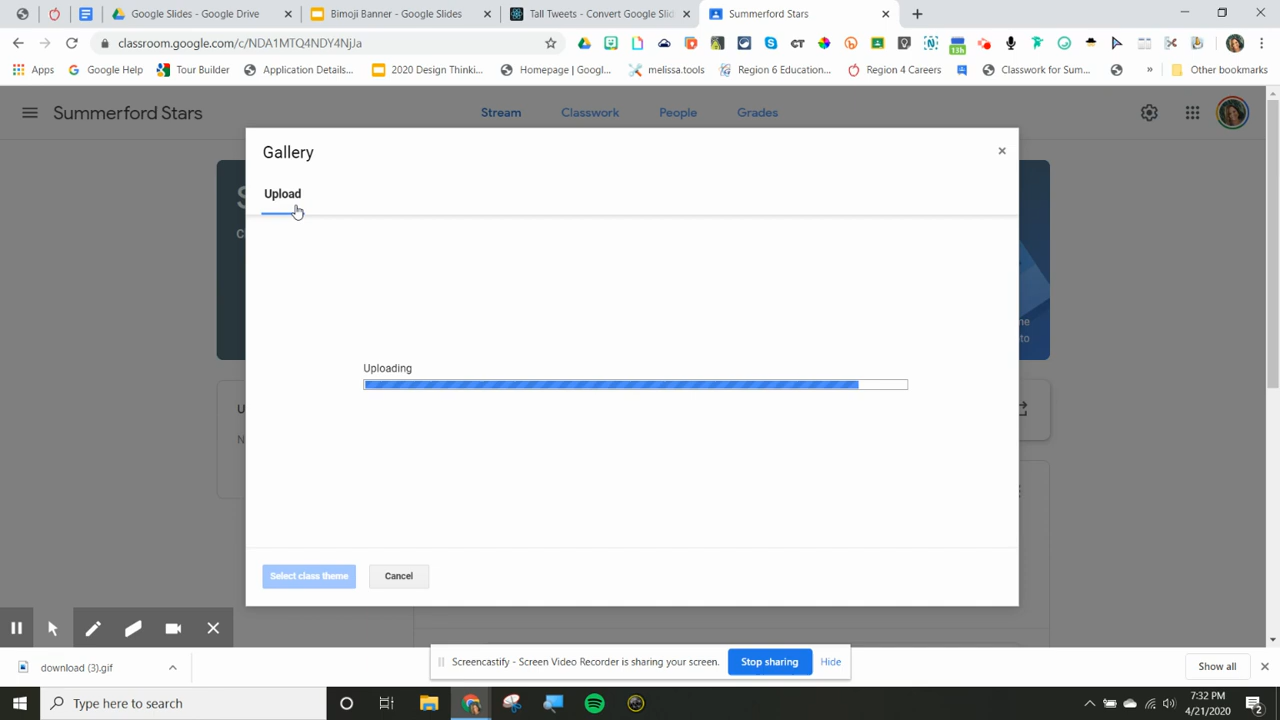 Google Slides - Google Drive
Bimoji Banner - Google Slides
Tall Tweets - Convert Google Slid
Summerford Stars
classroom.google.com/c/NDA1MTQ4NDY4NjJa
13h
Apps
Google Help
Tour Builder
Application Details...
2020 Design Thinki...
Homepage | Googl...
melissa.tools
Region 6 Education...
Region 4 Careers
Classwork for Sum...
»
Other bookmarks
Summerford Stars
Stream
Classwork
People
Grades
Gallery
Upload
Uploading
Select class theme
Cancel
download (3).gif
Screencastify - Screen Video Recorder is sharing your screen.
Stop sharing
Hide
Show all
Type here to search
7:32 PM
4/21/2020
2